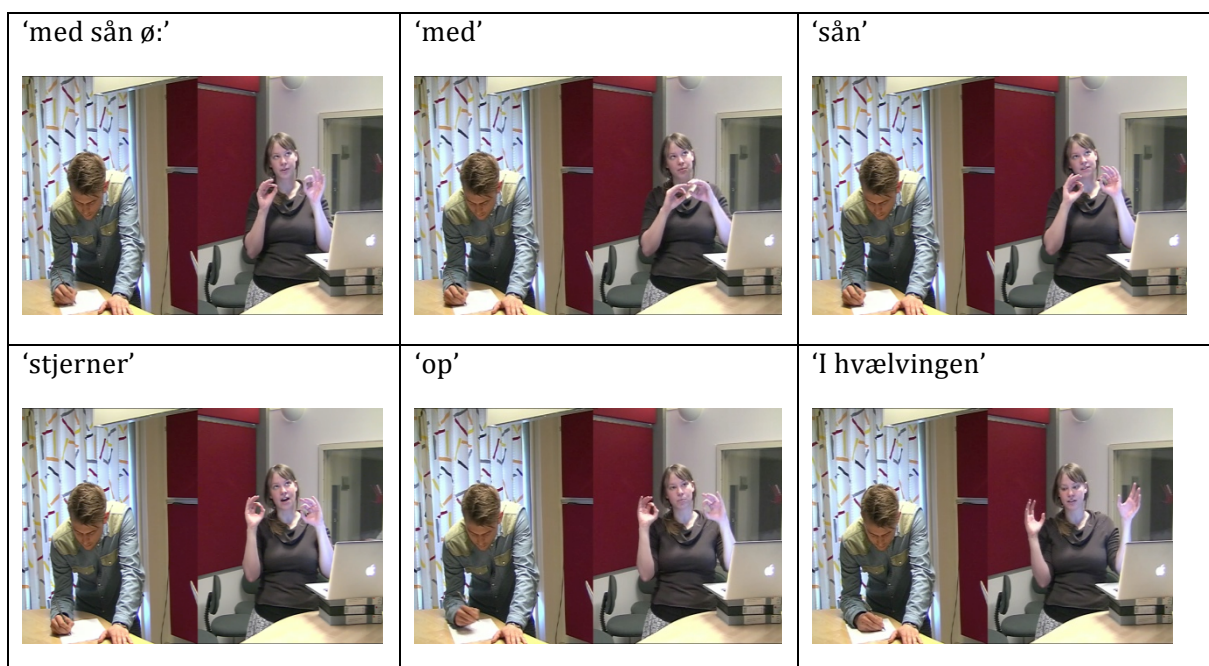 ‘med sån ø:’
‘med’
‘sån’
‘stjerner’
‘op’
‘I hvælvingen’